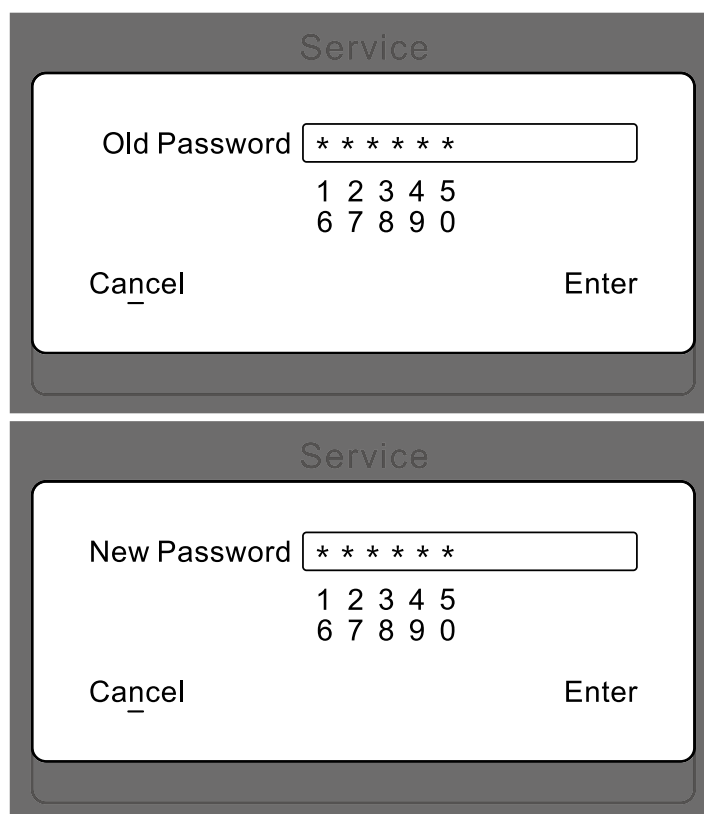 Service
Old Password * * * * * *
1 2 3 4 5
6 7 8 9 0
Cancel Enter
Service
New Password * * * * * *
1 2 3 4 5
6 7 8 9 0
Cancel Enter